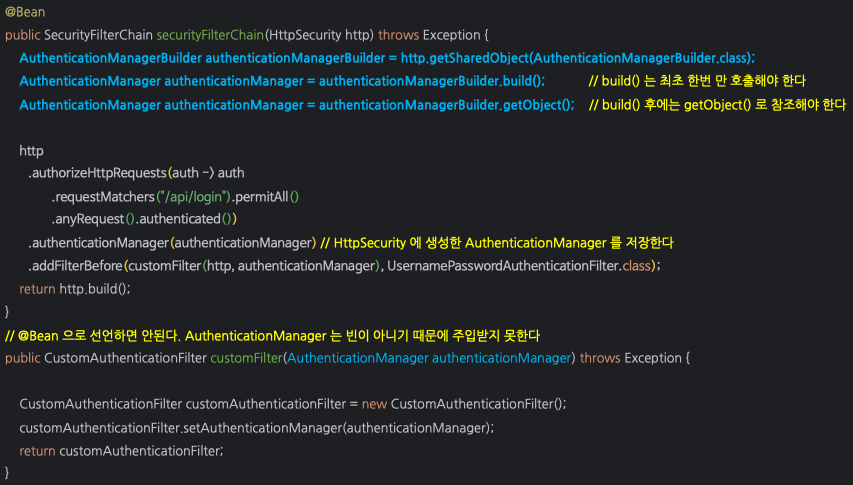 @Bean
public SecurityFilterChain securityFilterChain(HttpSecurity http) throws Exception {
AuthenticationManagerBuilder authenticationManagerBuilder = http.getSharedObject(AuthenticationManagerBuilder.class);
AuthenticationManager authenticationManager = authenticationManagerBuilder.build(); // build() 는 최초 한번 만 호출해야 한다
AuthenticationManager authenticationManager = authenticationManagerBuilder.getObject(); // build() 후에는 getObject() 로 참조해야 한다
http
.authorizeHttpRequests(auth -> auth
.requestMatchers("/api/login").permitAll()
.anyRequest().authenticated())
.authenticationManager(authenticationManager) // HttpSecurity 에 생성한 AuthenticationManager 를 저장한다
.addFilterBefore(customFilter(http, authenticationManager), UsernamePasswordAuthenticationFilter.class);
return http.build();
}
// @Bean 으로 선언하면 안된다. AuthenticationManager 는 빈이 아니기 때문에 주입받지 못한다
public CustomAuthenticationFilter customFilter(AuthenticationManager authenticationManager) throws Exception {
CustomAuthenticationFilter customAuthenticationFilter = new CustomAuthenticationFilter();
customAuthenticationFilter.setAuthenticationManager(authenticationManager);
return customAuthenticationFilter;
}